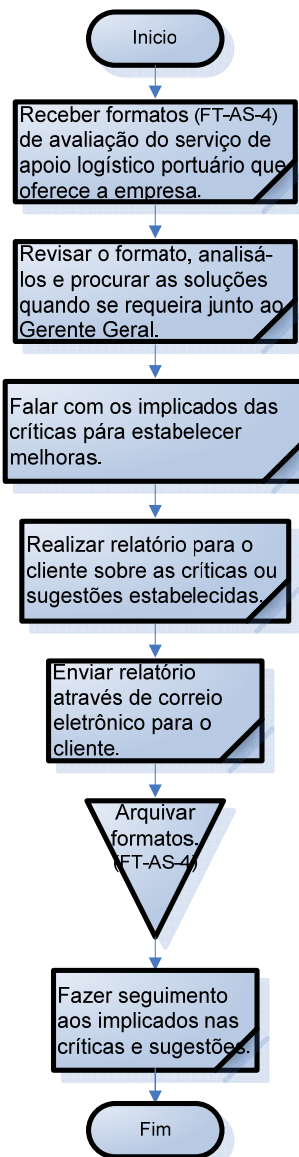 Inicio
Receber formatos (FT-AS-4)
de avaliação do serviço de
apoio logístico portuário que
oferece a empresa.
Revisar o formato, analisá-
los e procurar as soluções
quando se requeira junto ao
Gerente Geral.
Falar com os implicados das
críticas pára estabelecer
melhoras.
Realizar relatório para o
cliente sobre as críticas ou
sugestões estabelecidas.
Enviar relatório
através de correio
eletrônico para o
cliente.
Arquivar
formatos.
(FT-AS-4)
Fazer seguimento
aos implicados nas
críticas e sugestões.
Fim